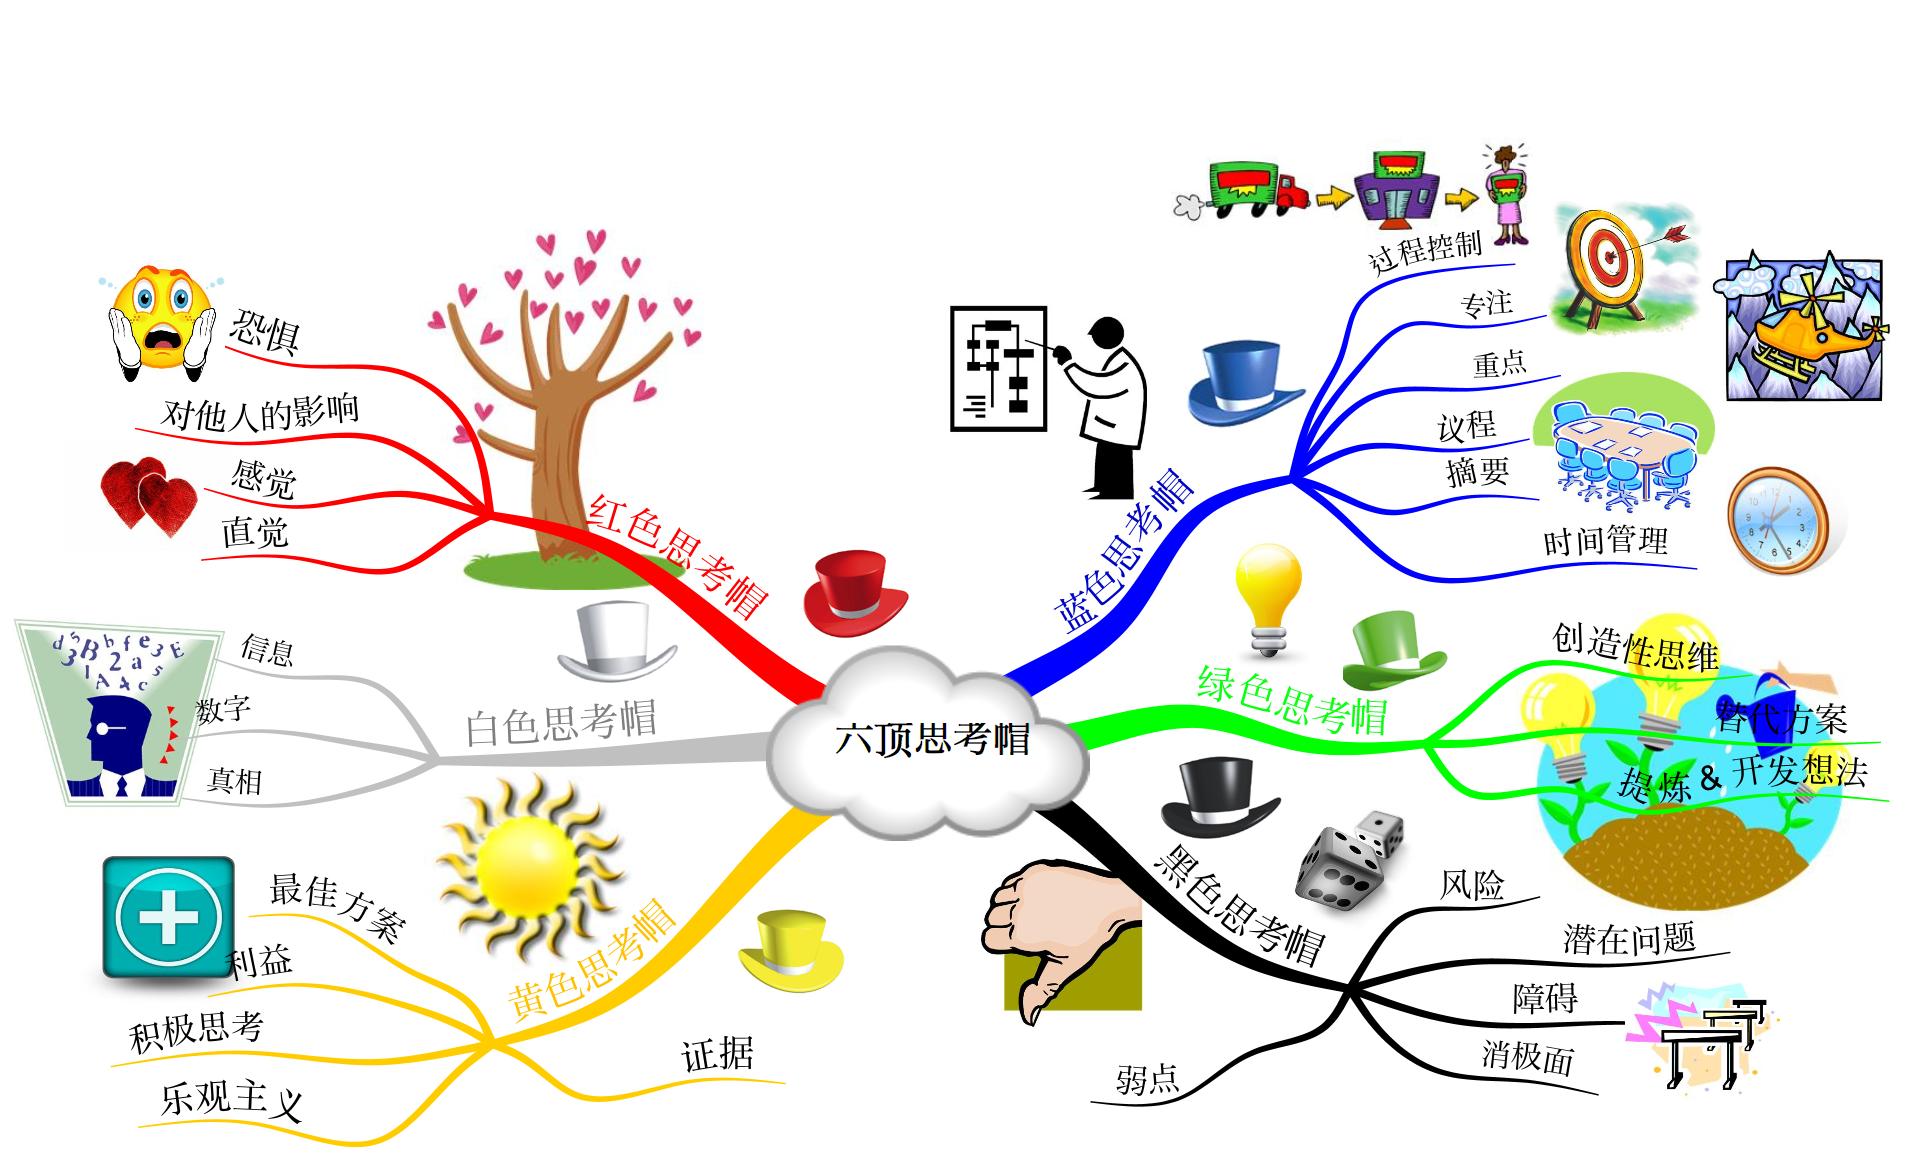 六顶思考帽
蓝色思考帽
过程控制
专注
重点
议程
摘要
时间管理
绿色思考帽
创造性思维
替代方案
提炼 & 开发想法
黑色思考帽
风险
潜在问题
障碍
消极面
弱点
黄色思考帽
证据
乐观主义
积极思考
利益
最佳方案
白色思考帽
真相
数字
信息
红色思考帽
直觉
感觉
对他人的影响
恐惧